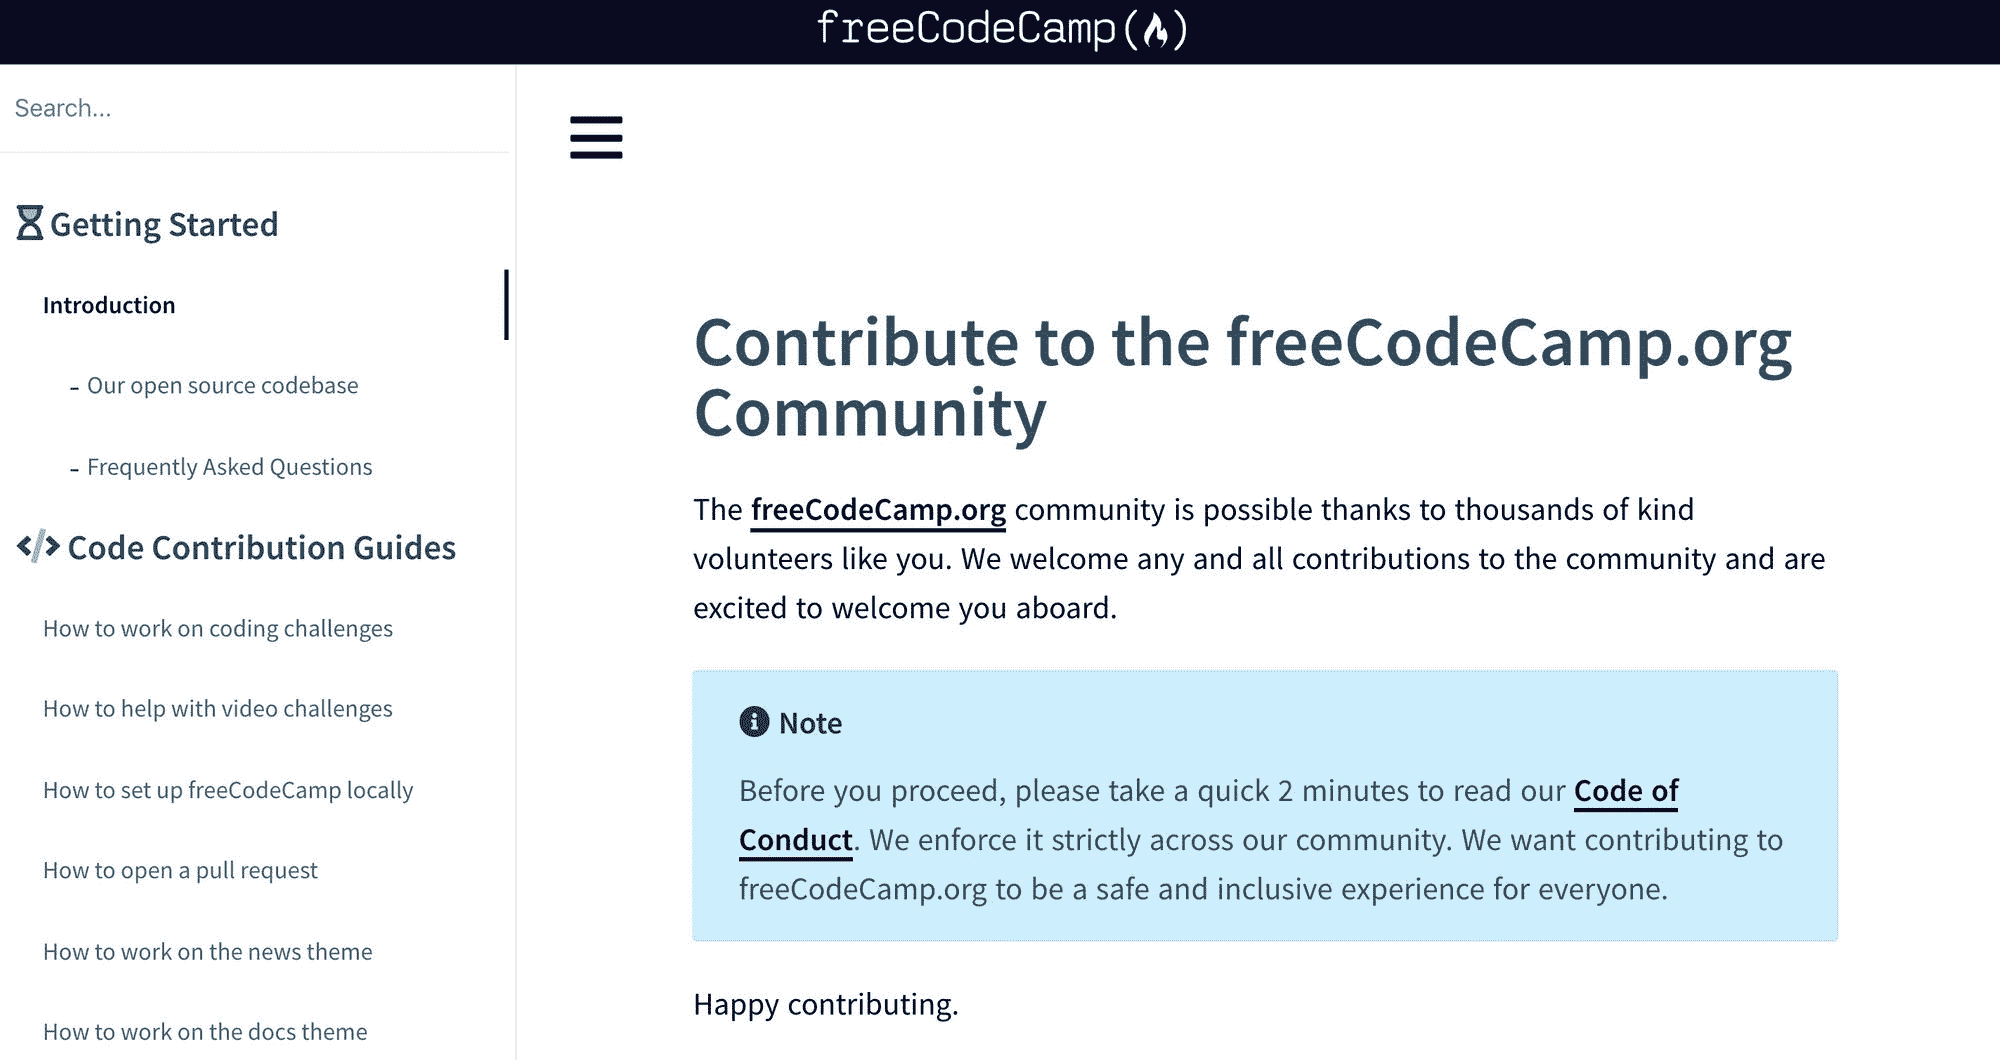 freeCodeCamp(🔥)
Search...
Getting Started
Introduction
- Our open source codebase
- Frequently Asked Questions
</> Code Contribution Guides
How to work on coding challenges
How to help with video challenges
How to set up freeCodeCamp locally
How to open a pull request
How to work on the news theme
How to work on the docs theme
Contribute to the freeCodeCamp.org
Community
The freeCodeCamp.org community is possible thanks to thousands of kind
volunteers like you. We welcome any and all contributions to the community and are
excited to welcome you aboard.
Note
Before you proceed, please take a quick 2 minutes to read our Code of
Conduct. We enforce it strictly across our community. We want contributing to
freeCodeCamp.org to be a safe and inclusive experience for everyone.
Happy contributing.